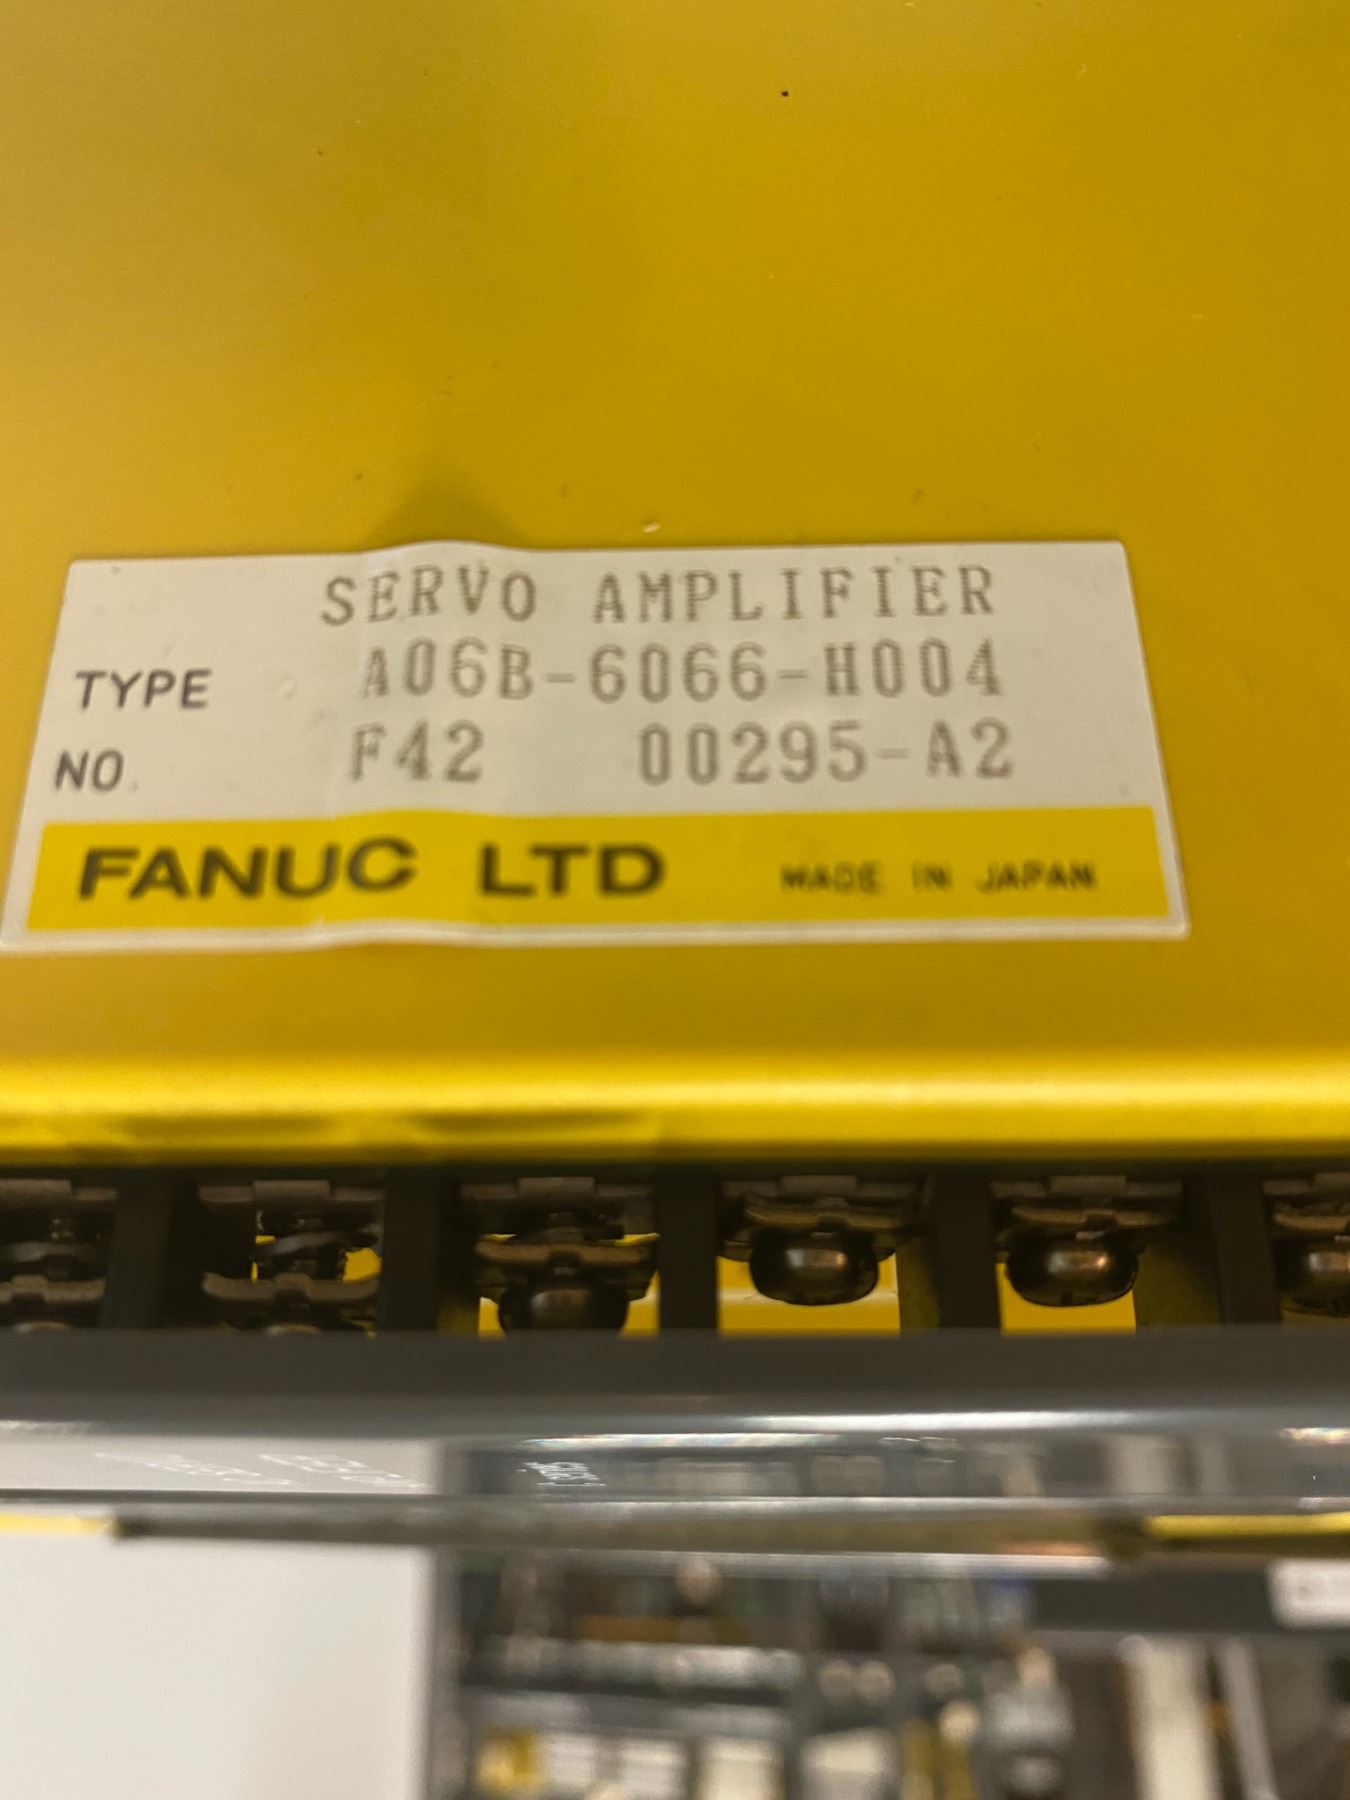 SERVO AMPLIFIER
TYPE A06B-6066-H004
NO. F42 00295-A2
FANUC LTD MADE IN JAPAN